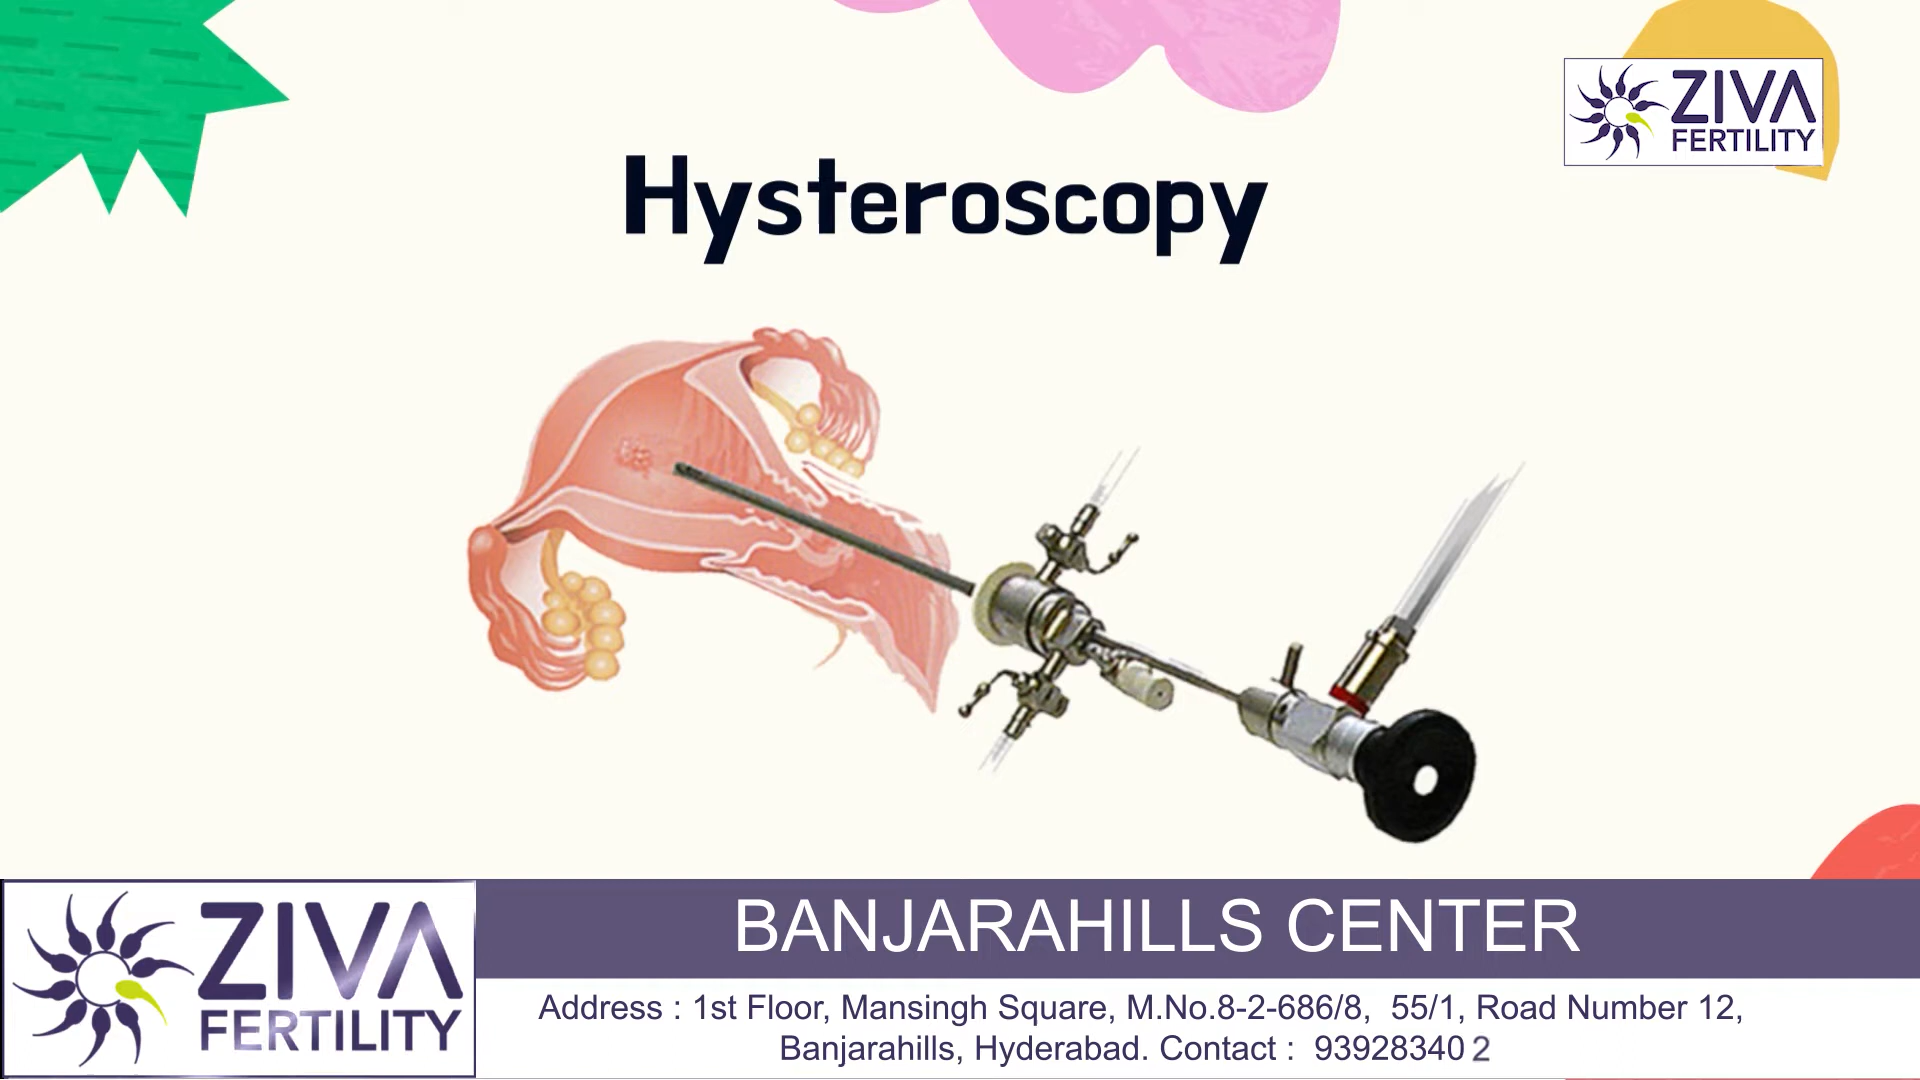 ZIVA
FERTILITY
Hysteroscopy
ZIVA
FERTILITY
BANJARAHILLS CENTER
Address : 1st Floor, Mansingh Square, M.No.8-2-686/8, 55/1, Road Number 12,
Banjarahills, Hyderabad. Contact : 93928340 2